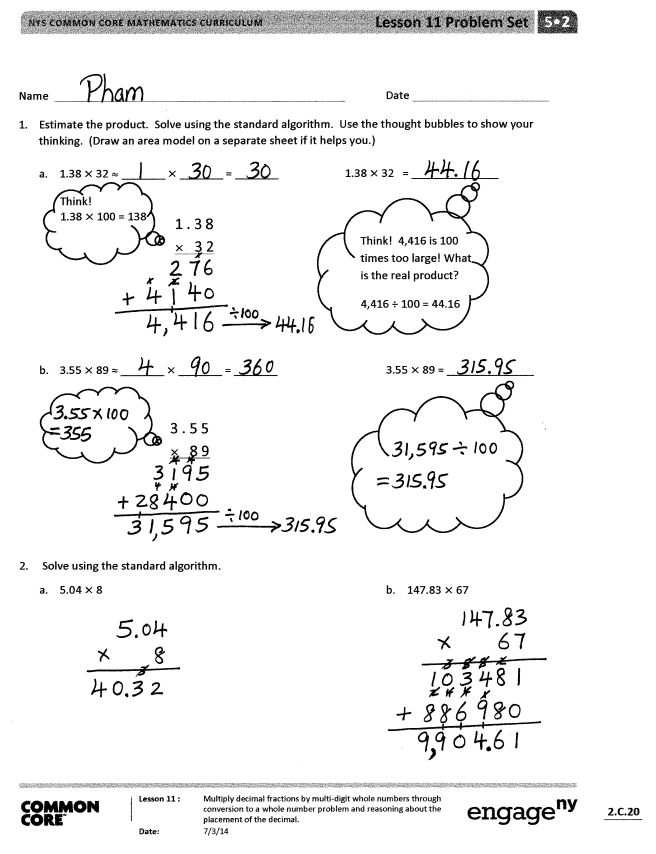 NYS COMMON CORE MATHEMATICS CURRICULUM
Lesson 11 Problem Set 5•2
Name Pham
Date
1. Estimate the product. Solve using the standard algorithm. Use the thought bubbles to show your
thinking. (Draw an area model on a separate sheet if it helps you.)
a. 1.38 × 32 ≈ 1 × 30 = 30
1.38 × 32 = 44.16
Think!
1.38 × 100 = 138
1.38
× 32
276
+ 4140
4,416 ÷100 → 44.16
Think! 4,416 is 100
times too large! What
is the real product?
4,416 ÷ 100 = 44.16
b. 3.55 × 89 ≈ 4 × 90 = 360
3.55 × 89 = 315.95
3.55 x 100
=355
3.55
× 89
3195
+28400
31,595 ÷100 → 315.95
31,595 ÷ 100
= 315.95
2. Solve using the standard algorithm.
a. 5.04 × 8
5.04
x 8
40.32
b. 147.83 × 67
147.83
x 67
103481
+ 886980
9,904.61
COMMON
CORE™
Lesson 11 :
Multiply decimal fractions by multi-digit whole numbers through
conversion to a whole number problem and reasoning about the
placement of the decimal.
Date: 7/3/14
engageny
2.C.20